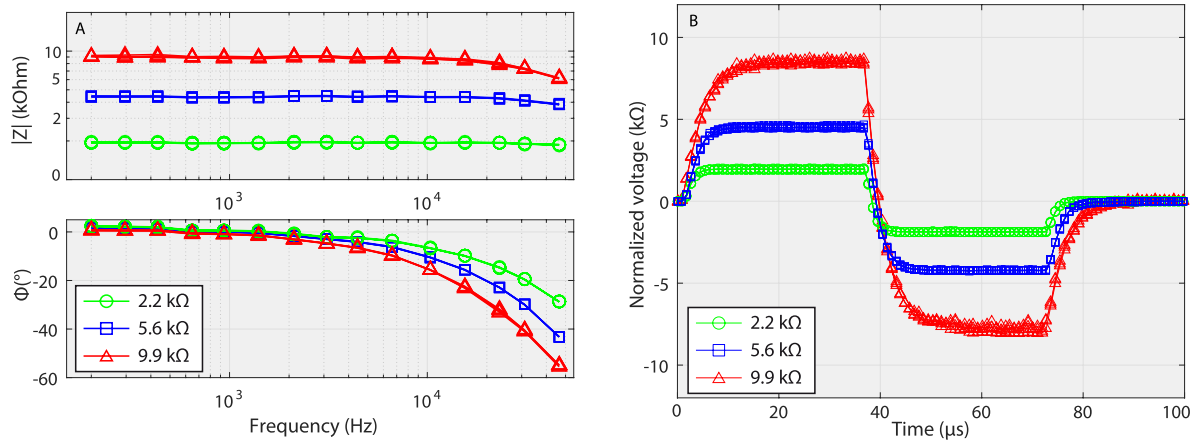 A
|Z| (kOhm)
10
5
2
0
10³
10⁴
Φ(°)
0
-20
-40
-60
2.2 kΩ
5.6 kΩ
9.9 kΩ
10³
10⁴
Frequency (Hz)
B
Normalized voltage (kΩ)
10
5
0
-5
-10
2.2 kΩ
5.6 kΩ
9.9 kΩ
0
20
40
60
80
100
Time (μs)